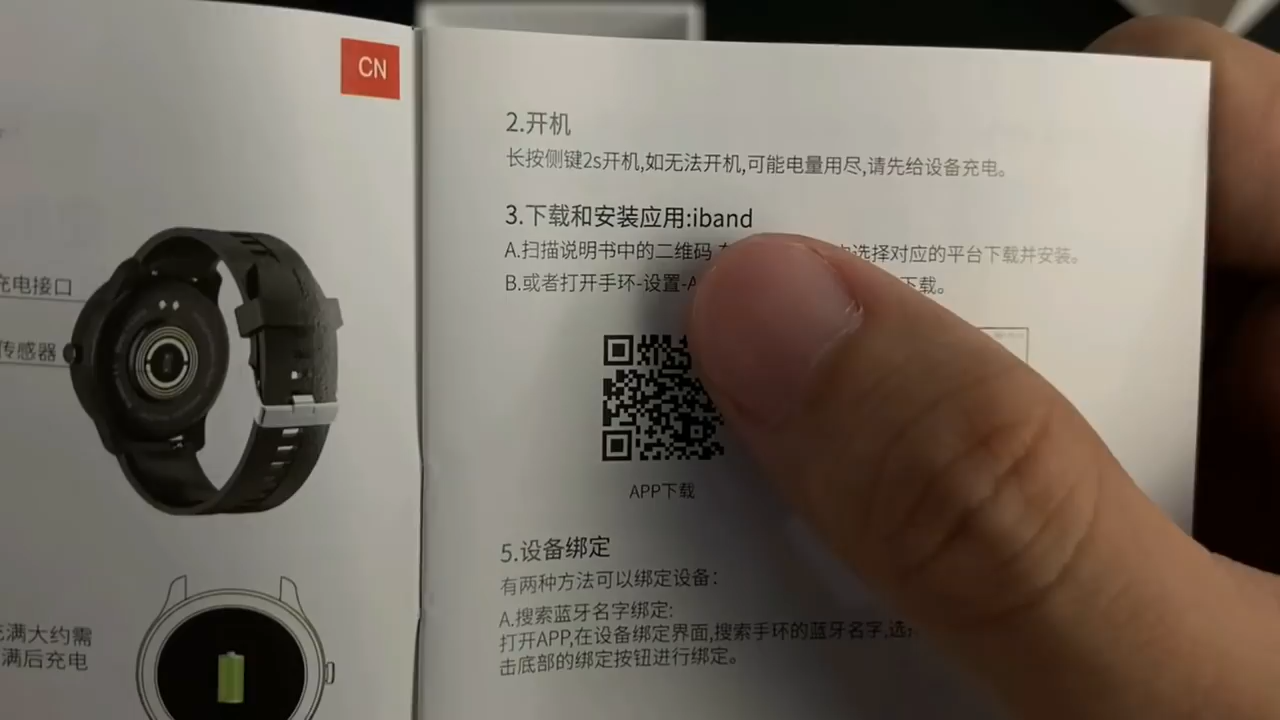 CN
充电接口
传感器
充满大约需
满后充电
2.开机
长按侧键2s开机,如无法开机,可能电量用尽,请先给设备充电。
3.下载和安装应用:iband
A.扫描说明书中的二维码
选择对应的平台下载并安装。
B.或者打开手环-设置-A
下载。
APP下载
5.设备绑定
有两种方法可以绑定设备：
A.搜索蓝牙名字绑定:
打开APP,在设备绑定界面,搜索手环的蓝牙名字,选
击底部的绑定按钮进行绑定。